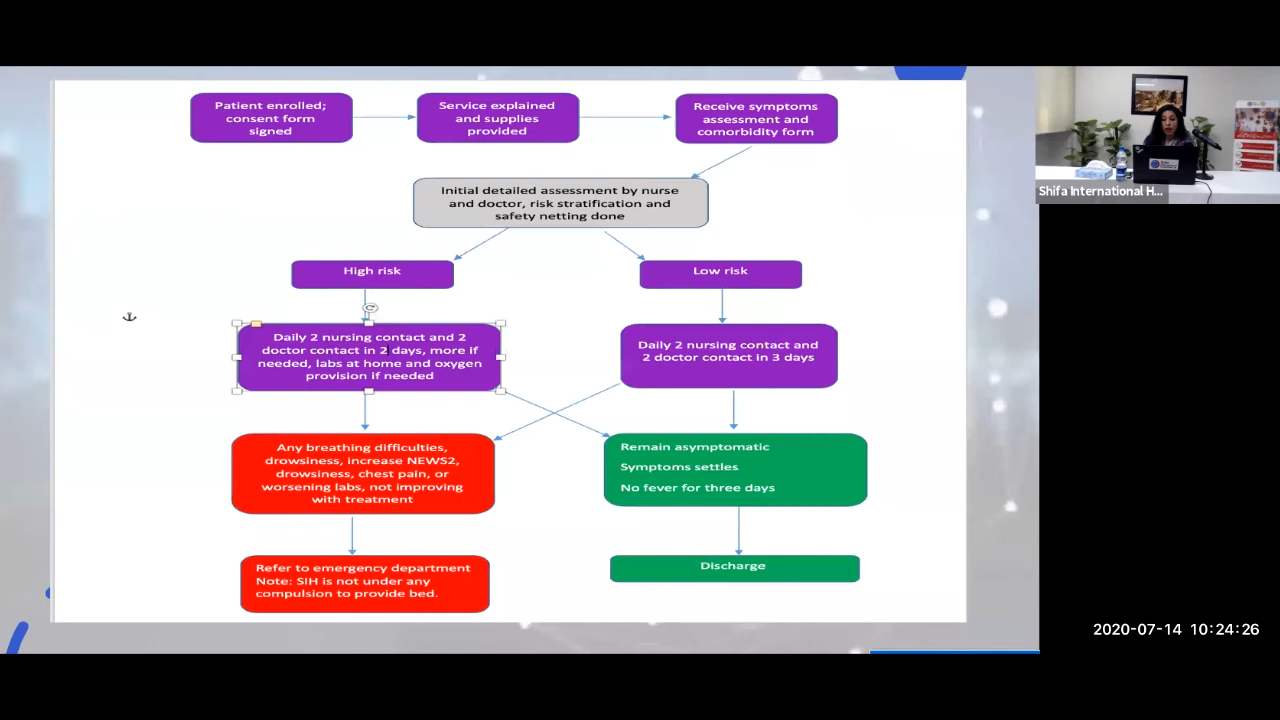 Patient enrolled;
consent form
signed
Service explained
and supplies
provided
Receive symptoms
assessment and
comorbidity form
Shifa International H...
Initial detailed assessment by nurse
and doctor, risk stratification and
safety netting done
High risk
Low risk
Daily 2 nursing contact and 2
doctor contact in 2 days, more if
needed, labs at home and oxygen
provision if needed
Daily 2 nursing contact and
2 doctor contact in 3 days
Any breathing difficulties,
drowsiness, increase NEWS2,
drowsiness, chest pain, or
worsening labs, not improving
with treatment
Remain asymptomatic
Symptoms settles
No fever for three days
Refer to emergency department
Note: SIH is not under any
compulsion to provide bed.
Discharge
2020-07-14 10:24:26